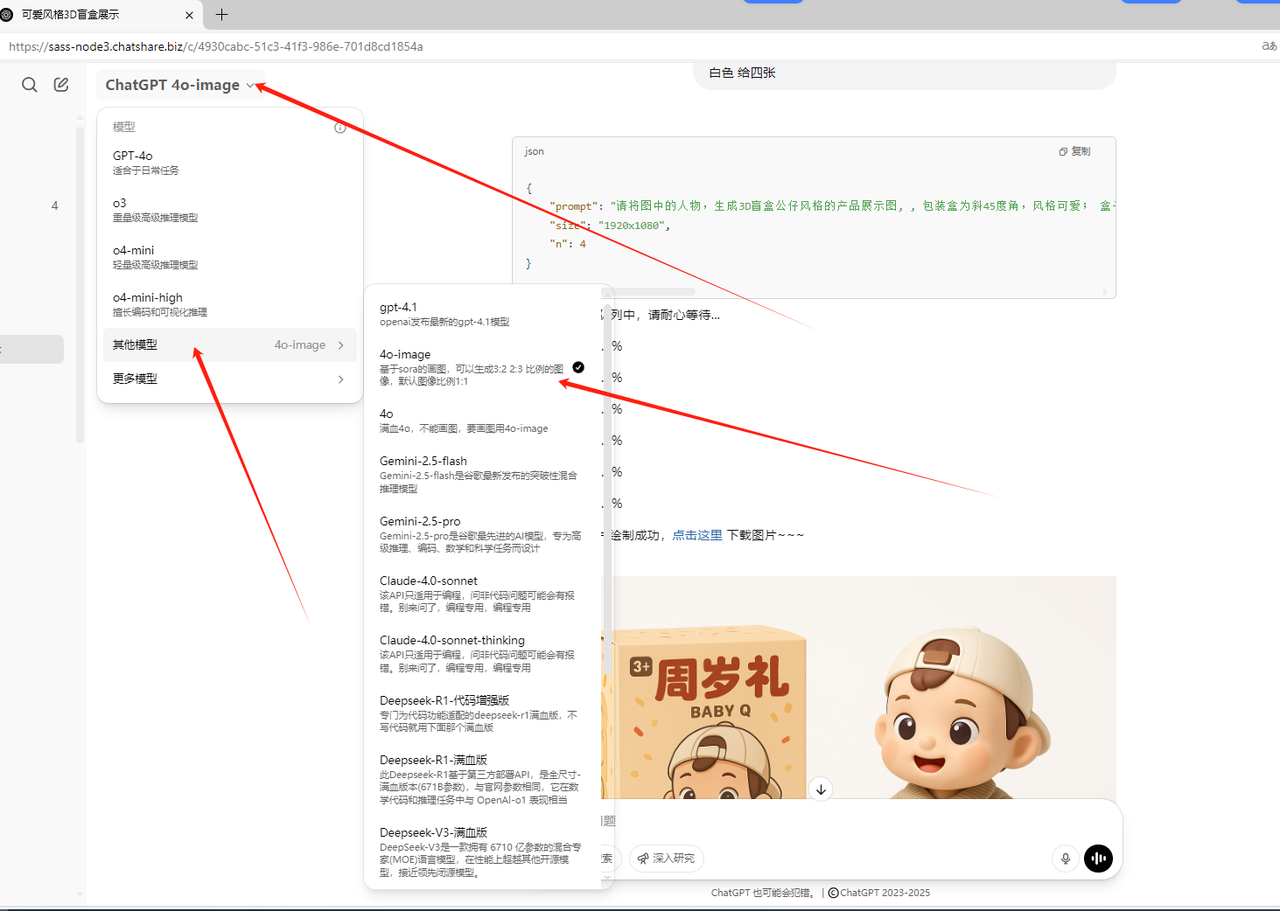 可爱风格3D盲盒展示
https://sass-node3.chatshare.biz/c/4930cabc-51c3-41f3-986e-701d8cd1854a
aあ
ChatGPT 4o-image
白色 给四张
模型
GPT-4o
适合于日常任务
o3
重量级高级推理模型
4
o4-mini
轻量级高级推理模型
o4-mini-high
擅长编码和可视化推理
其他模型 4o-image
更多模型
json 复制
{
"prompt": "请将图中的人物，生成3D盲盒公仔风格的产品展示图，，包装盒为斜45度角，风格可爱； 盒
"size": "1920x1080",
"n": 4
}
列中，请耐心等待...
. %
. %
. %
. %
. %
. %
绘制成功，点击这里 下载图片~~~
gpt-4.1
openai发布最新的gpt-4.1模型
4o-image
基于sora的画图，可以生成3:2 2:3 比例的图
像，默认图像比例1:1
4o
满血4o，不能画图，要画图用4o-image
Gemini-2.5-flash
Gemini-2.5-flash是谷歌最新发布的突破性混合
推理模型
Gemini-2.5-pro
Gemini-2.5-pro是谷歌最先进的AI模型，专为高
级推理、编码、数学和科学任务而设计
Claude-4.0-sonnet
该API只适用于编程，问非代码问题可能会有报
错。别来问了，编程专用，编程专用
Claude-4.0-sonnet-thinking
该API只适用于编程，问非代码问题可能会有报
错。别来问了，编程专用，编程专用
Deepseek-R1-代码增强版
专门为代码功能适配的deepseek-r1满血版，不
写代码就用下面那个满血版
Deepseek-R1-满血版
此Deepseek-R1基于第三方部署API，是全尺寸-
满血版本(671B参数)，与官网参数相同，它在数
学代码和推理任务中与 OpenAI-o1 表现相当
Deepseek-V3-满血版
DeepSeek-V3是一款拥有 6710 亿参数的混合专
家(MOE)语言模型，在性能上超越其他开源模
型，接近领先闭源模型。
3+ 周岁礼
BABY Q
问题
索 深入研究
ChatGPT 也可能会犯错。 | ©ChatGPT 2023-2025